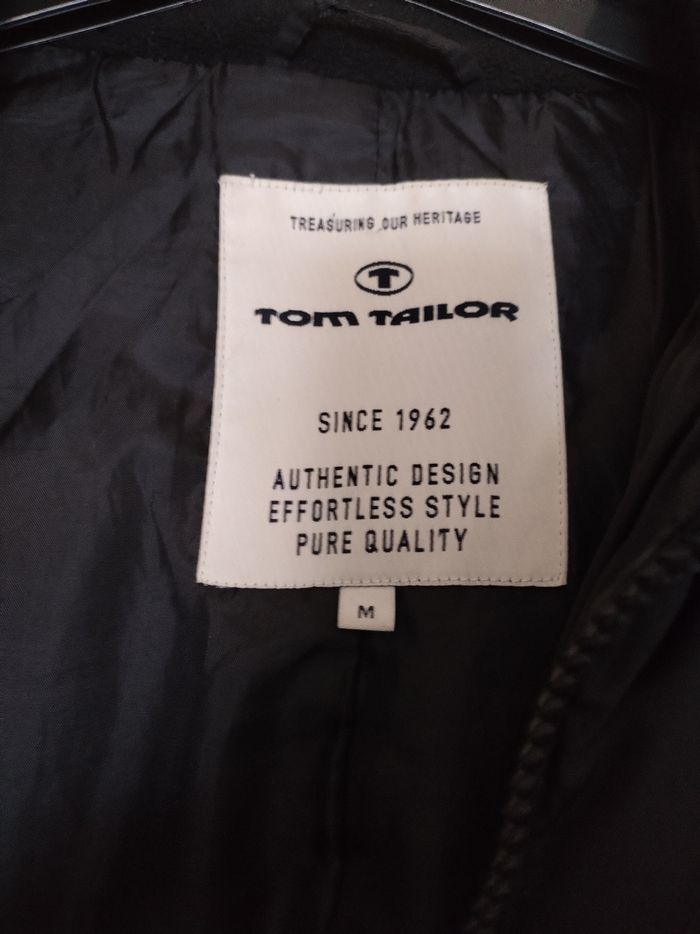 TREASURING OUR HERITAGE
T
TOM TAILOR
SINCE 1962
AUTHENTIC DESIGN
EFFORTLESS STYLE
PURE QUALITY
M